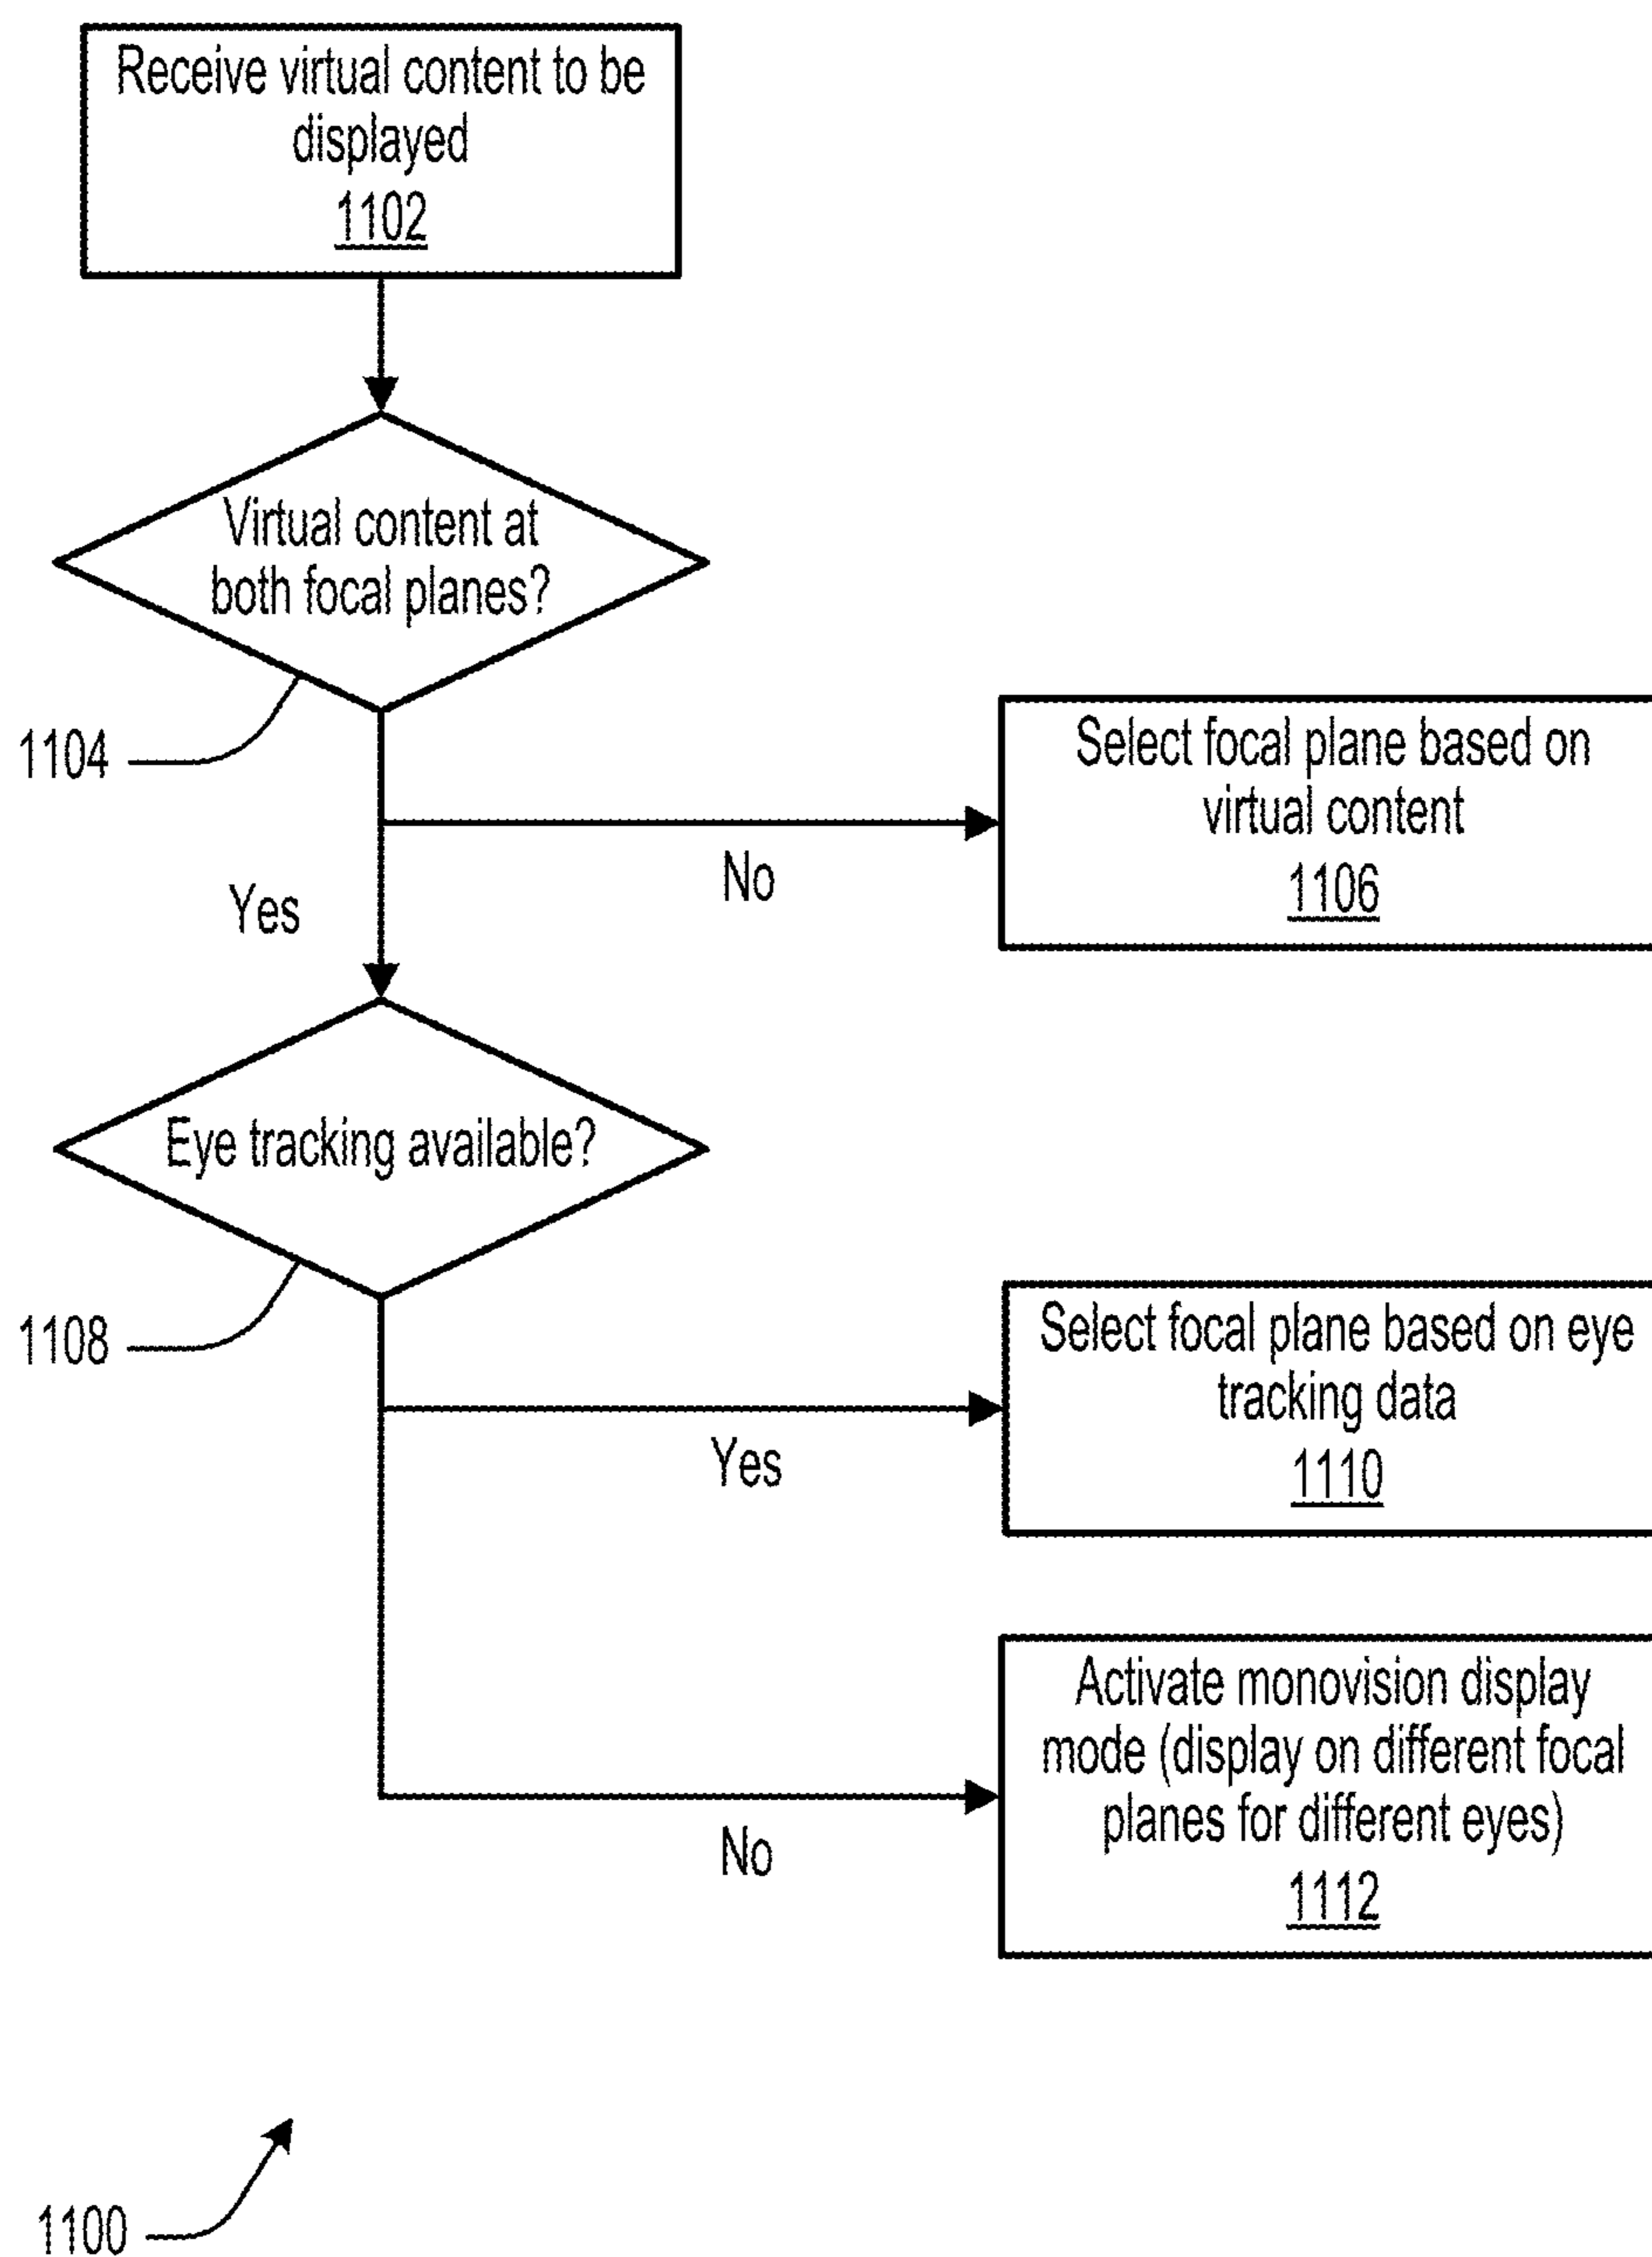 Receive virtual content to be
displayed
1102
Virtual content at
both focal planes?
1104
Select focal plane based on
virtual content
1106
No
Yes
Eye tracking available?
1108
Select focal plane based on eye
tracking data
1110
Yes
Activate monovision display
mode (display on different focal
planes for different eyes)
1112
No
1100